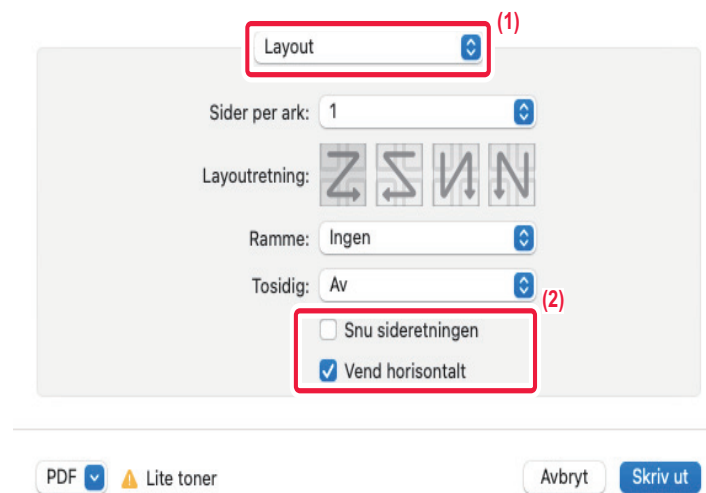 (1)
Layout
Sider per ark: 1
Layoutretning:
Ramme: Ingen
Tosidig: Av
(2)
Snu sideretningen
Vend horisontalt
PDF Lite toner Avbryt Skriv ut